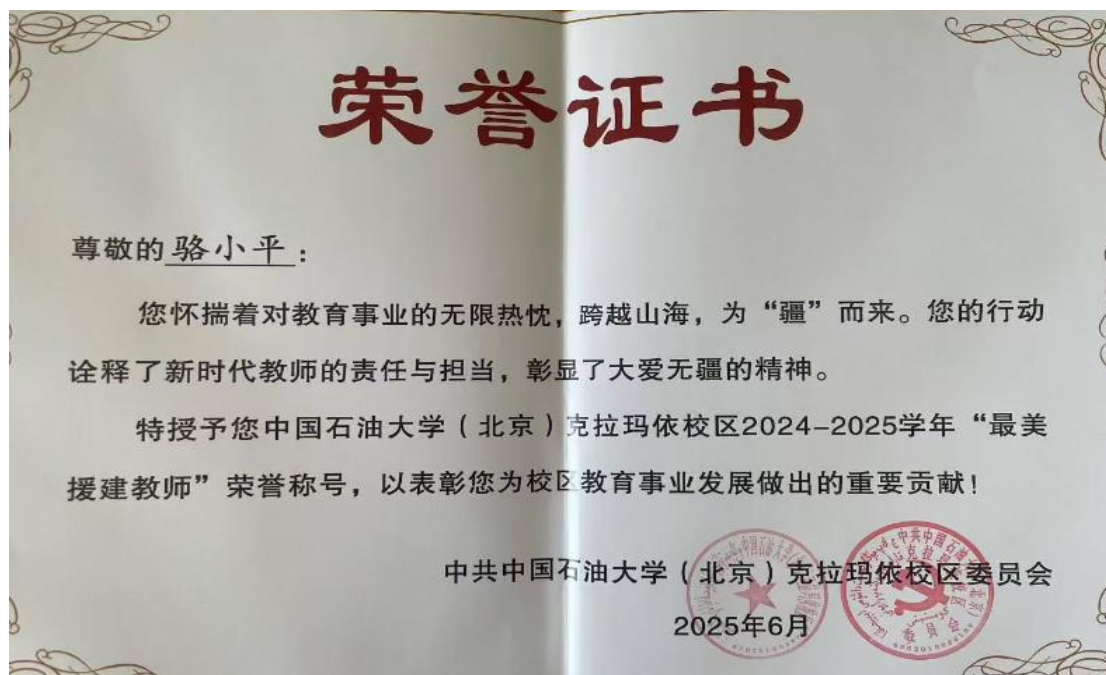 荣誉证书
尊敬的 骆小平 ：
您怀揣着对教育事业的无限热忱，跨越山海，为“疆”而来。您的行动
诠释了新时代教师的责任与担当，彰显了大爱无疆的精神。
特授予您中国石油大学（北京）克拉玛依校区2024-2025学年“最美
援建教师”荣誉称号，以表彰您为校区教育事业发展做出的重要贡献！
中共中国石油大学（北京）克拉玛依校区委员会
2025年6月